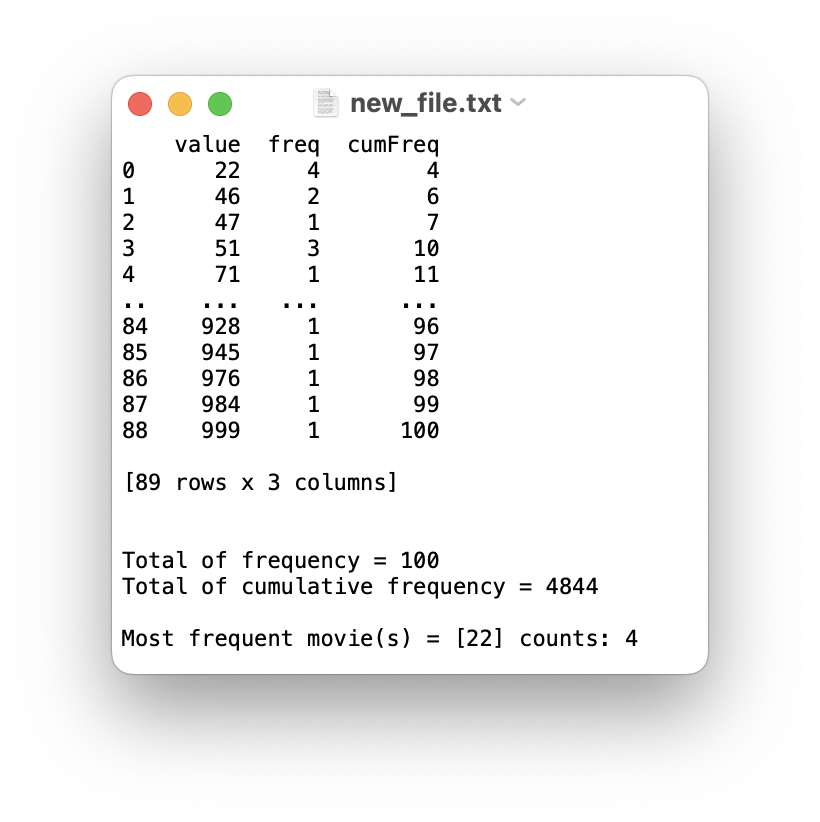 new_file.txt
value freq cumFreq
0 22 4 4
1 46 2 6
2 47 1 7
3 51 3 10
4 71 1 11
.. ... ... ...
84 928 1 96
85 945 1 97
86 976 1 98
87 984 1 99
88 999 1 100
[89 rows x 3 columns]
Total of frequency = 100
Total of cumulative frequency = 4844
Most frequent movie(s) = [22] counts: 4